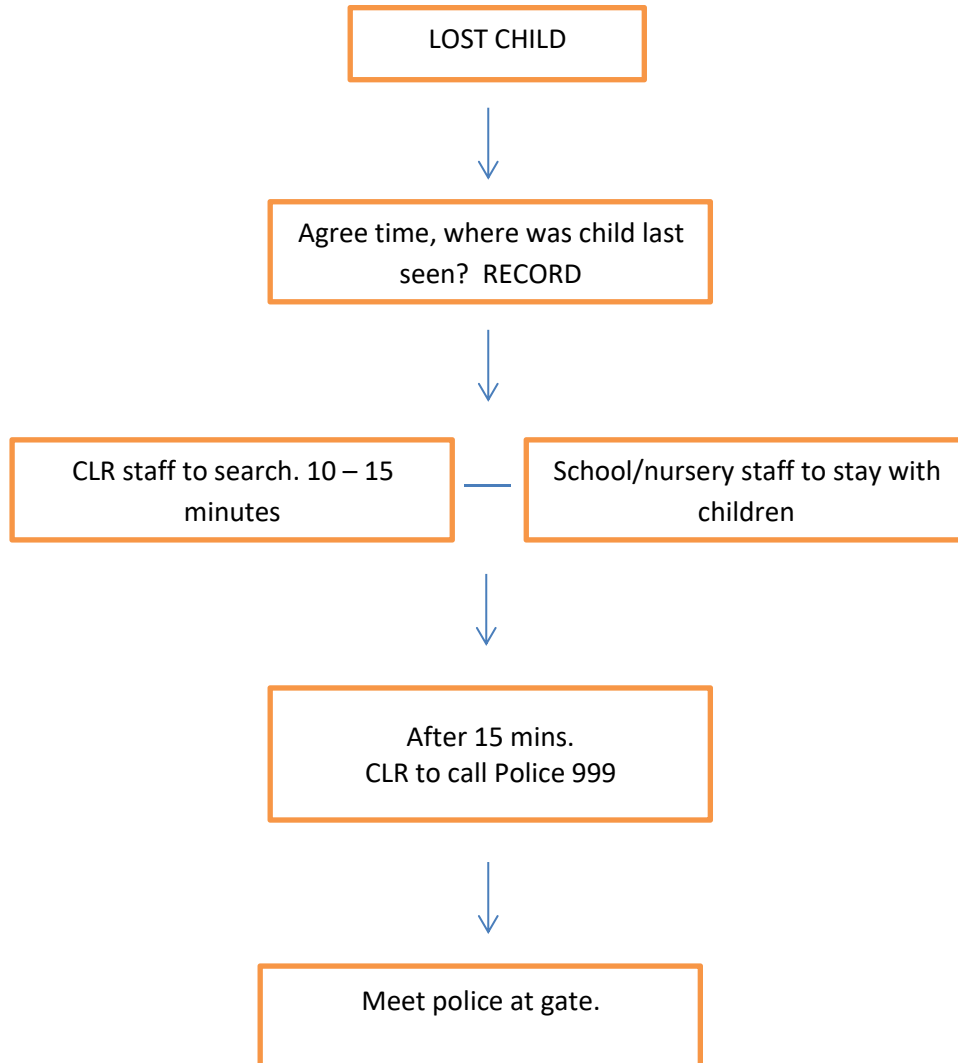 LOST CHILD
Agree time, where was child last
seen?  RECORD
CLR staff to search. 10 – 15
minutes
School/nursery staff to stay with
children
After 15 mins.
CLR to call Police 999
Meet police at gate.